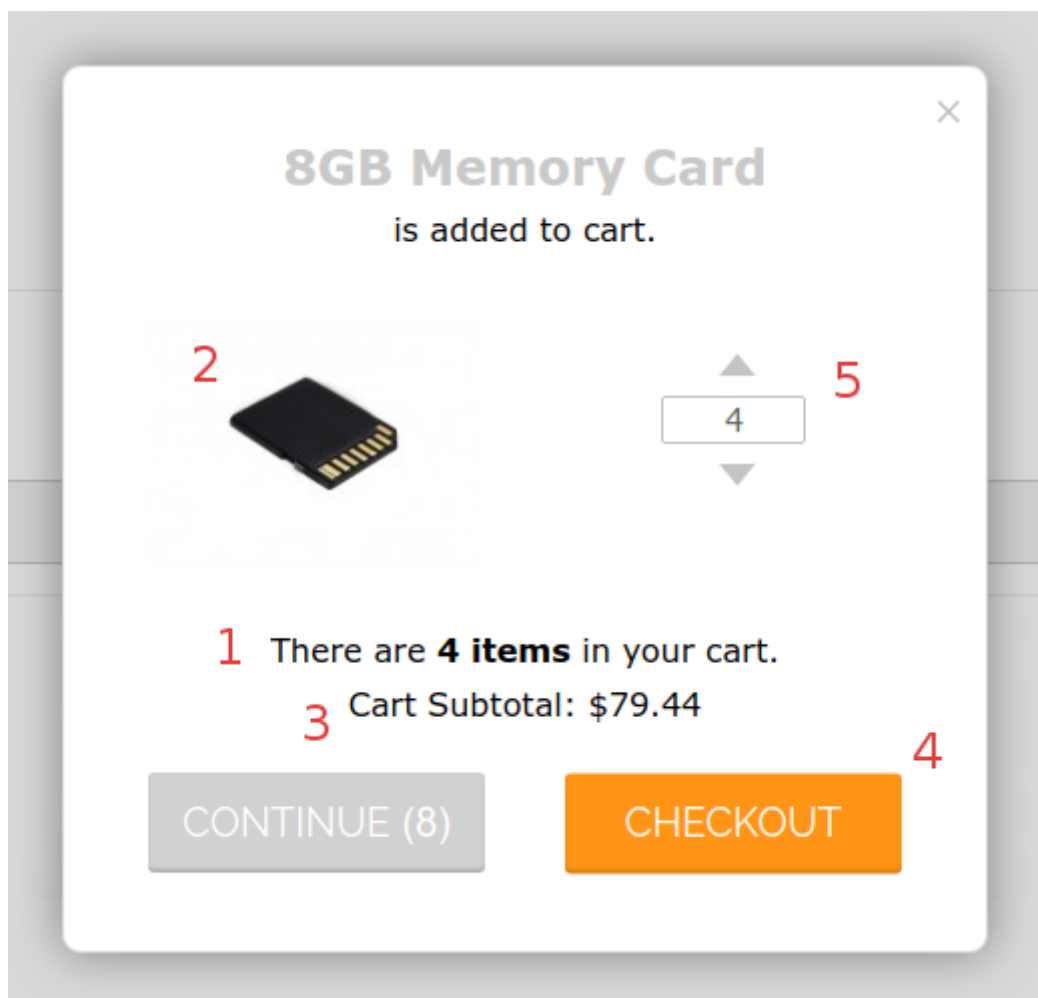 ×
8GB Memory Card
is added to cart.
2
5
4
1 There are 4 items in your cart.
3 Cart Subtotal: $79.44
4
CONTINUE (8) CHECKOUT